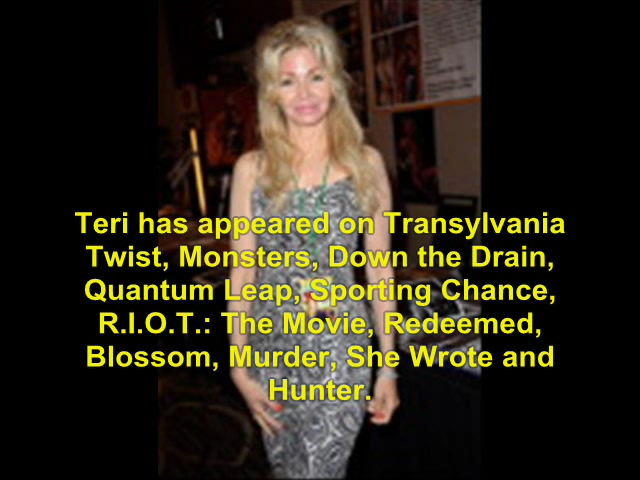 Teri has appeared on Transylvania
Twist, Monsters, Down the Drain,
Quantum Leap, Sporting Chance,
R.I.O.T.: The Movie, Redeemed,
Blossom, Murder, She Wrote and
Hunter.